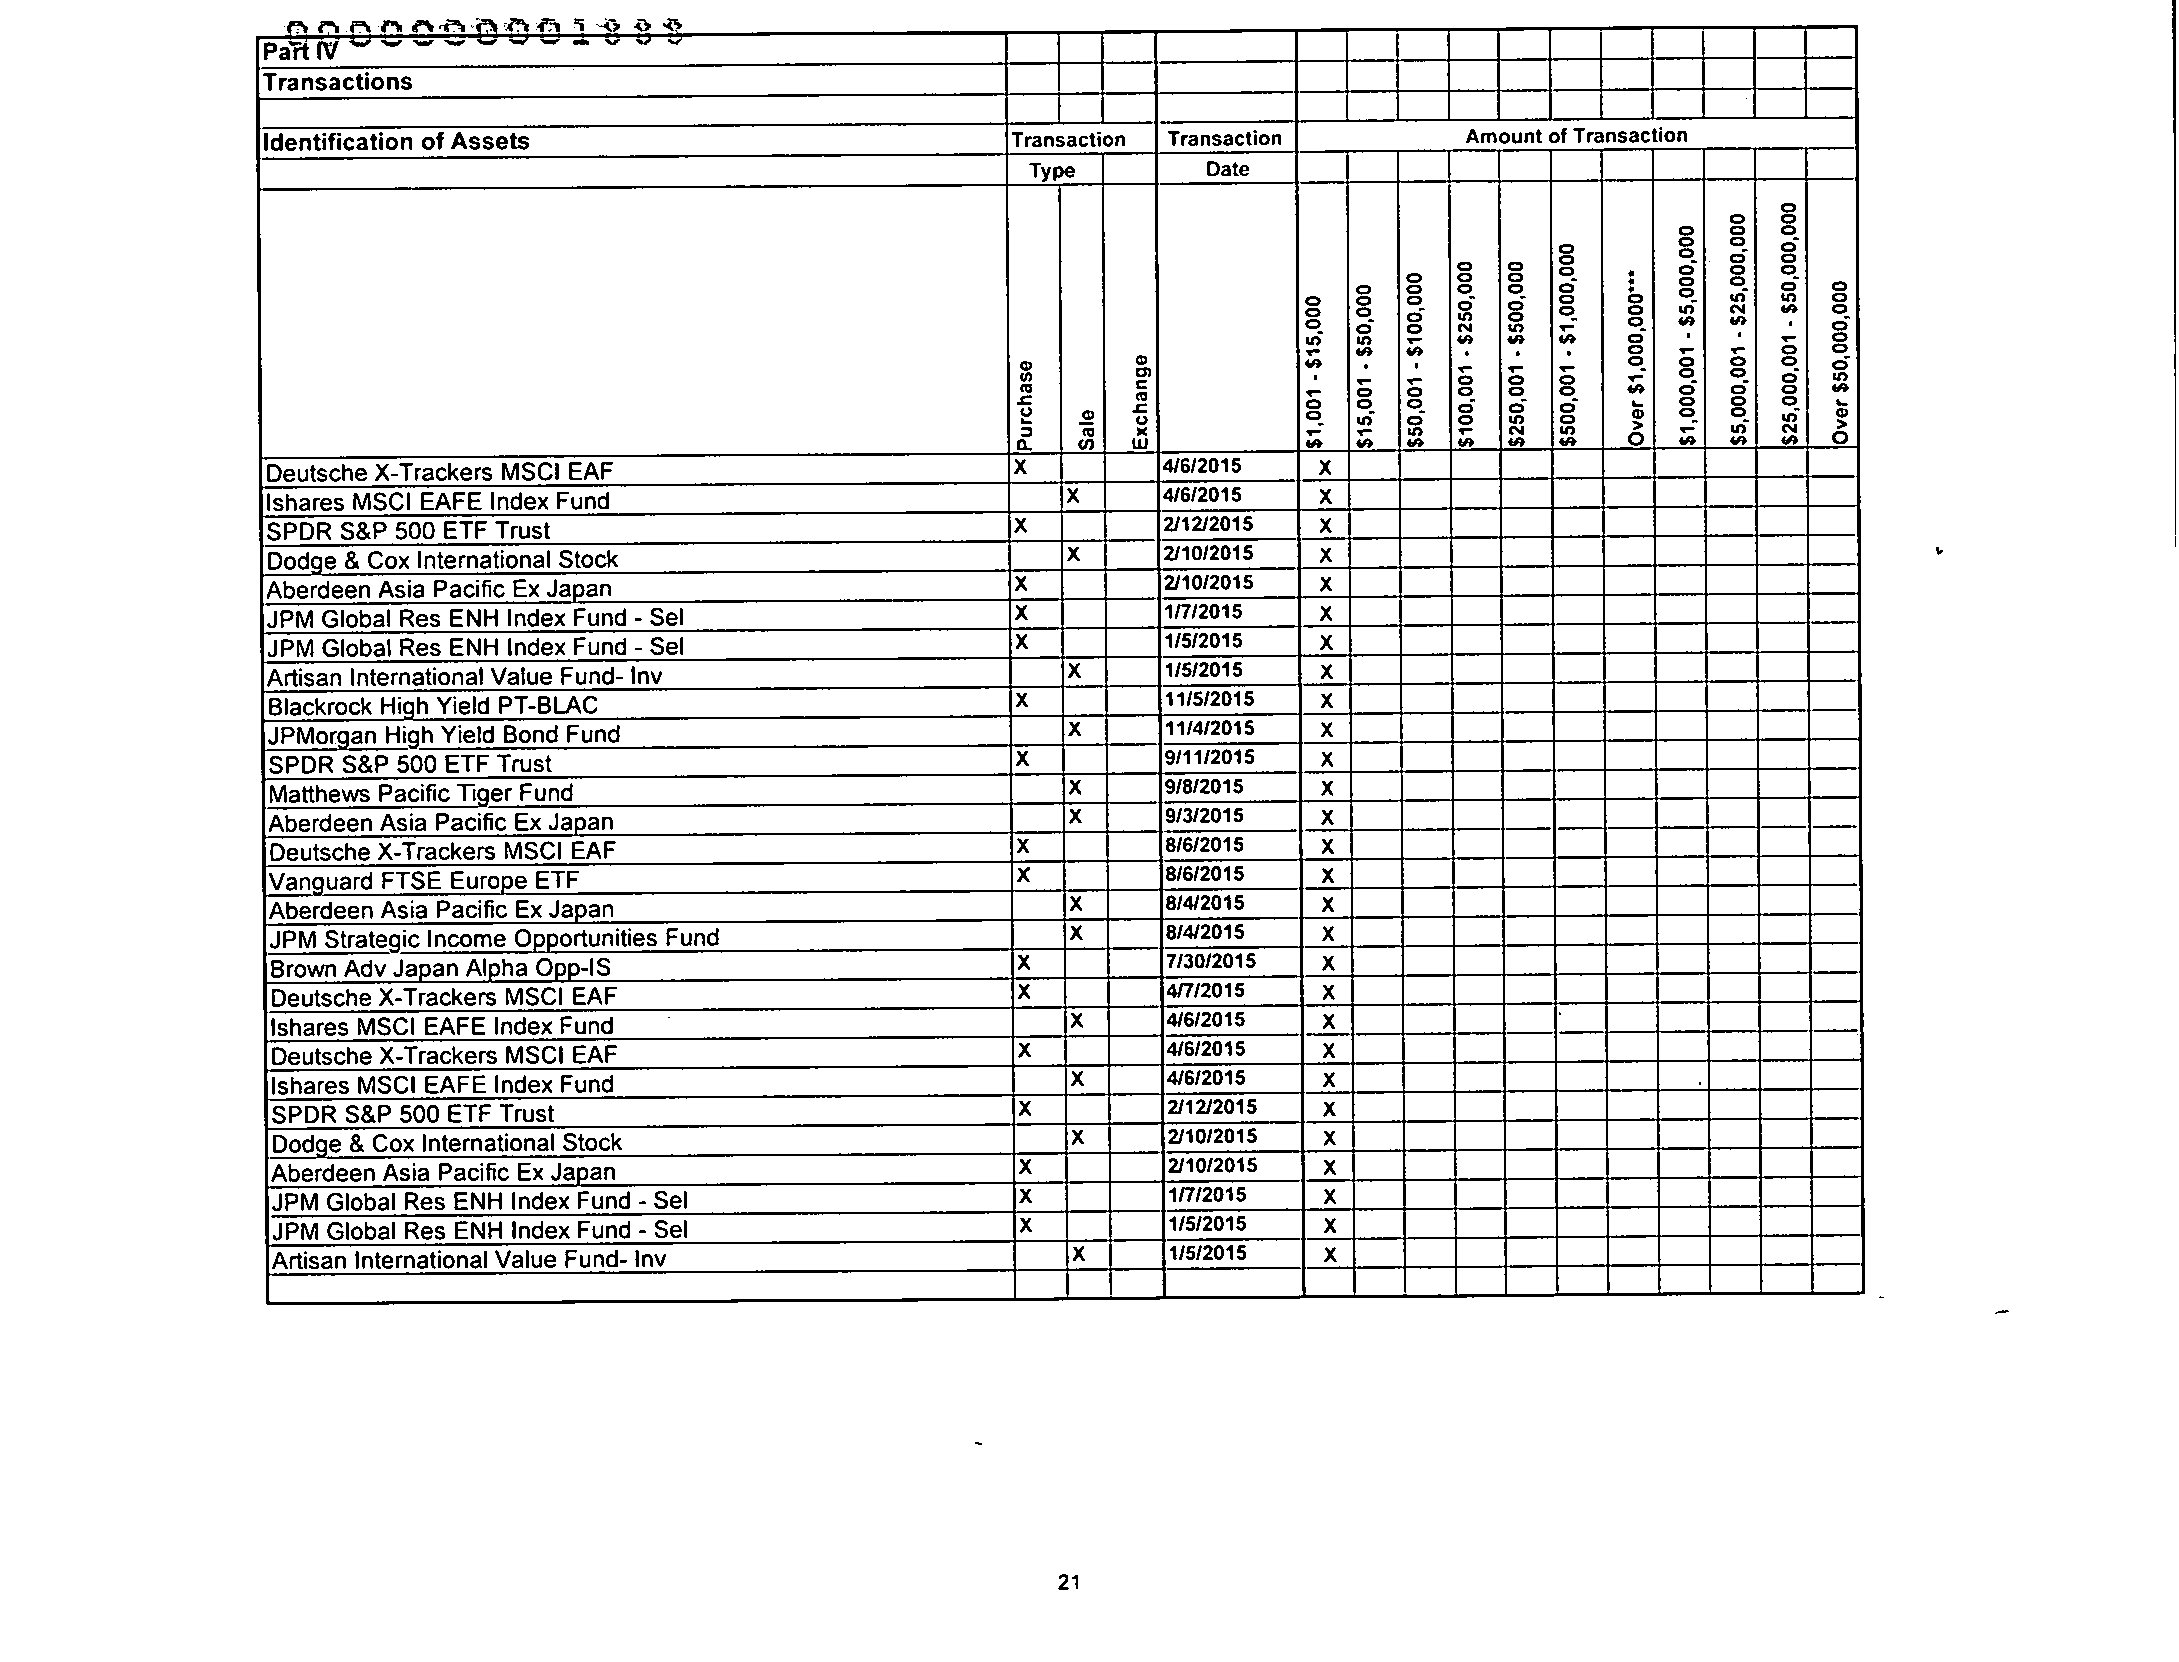 000000001888
Part IV
Transactions
Identification of Assets Transaction Transaction Amount of Transaction
Type Date
Purchase Sale Exchange $1,001 - $15,000 $15,001 - $50,000 $50,001 - $100,000 $100,001 - $250,000 $250,001 - $500,000 $500,001 - $1,000,000 Over $1,000,000*** $1,000,001 - $5,000,000 $5,000,001 - $25,000,000 $25,000,001 - $50,000,000 Over $50,000,000
Deutsche X-Trackers MSCI EAF X 4/6/2015 X
Ishares MSCI EAFE Index Fund X 4/6/2015 X
SPDR S&P 500 ETF Trust X 2/12/2015 X
Dodge & Cox International Stock X 2/10/2015 X
Aberdeen Asia Pacific Ex Japan X 2/10/2015 X
JPM Global Res ENH Index Fund - Sel X 1/7/2015 X
JPM Global Res ENH Index Fund - Sel X 1/5/2015 X
Artisan International Value Fund- Inv X 1/5/2015 X
Blackrock High Yield PT-BLAC X 11/5/2015 X
JPMorgan High Yield Bond Fund X 11/4/2015 X
SPDR S&P 500 ETF Trust X 9/11/2015 X
Matthews Pacific Tiger Fund X 9/8/2015 X
Aberdeen Asia Pacific Ex Japan X 9/3/2015 X
Deutsche X-Trackers MSCI EAF X 8/6/2015 X
Vanguard FTSE Europe ETF X 8/6/2015 X
Aberdeen Asia Pacific Ex Japan X 8/4/2015 X
JPM Strategic Income Opportunities Fund X 8/4/2015 X
Brown Adv Japan Alpha Opp-IS X 7/30/2015 X
Deutsche X-Trackers MSCI EAF X 4/7/2015 X
Ishares MSCI EAFE Index Fund X 4/6/2015 X
Deutsche X-Trackers MSCI EAF X 4/6/2015 X
Ishares MSCI EAFE Index Fund X 4/6/2015 X
SPDR S&P 500 ETF Trust X 2/12/2015 X
Dodge & Cox International Stock X 2/10/2015 X
Aberdeen Asia Pacific Ex Japan X 2/10/2015 X
JPM Global Res ENH Index Fund - Sel X 1/7/2015 X
JPM Global Res ENH Index Fund - Sel X 1/5/2015 X
Artisan International Value Fund- Inv X 1/5/2015 X
21